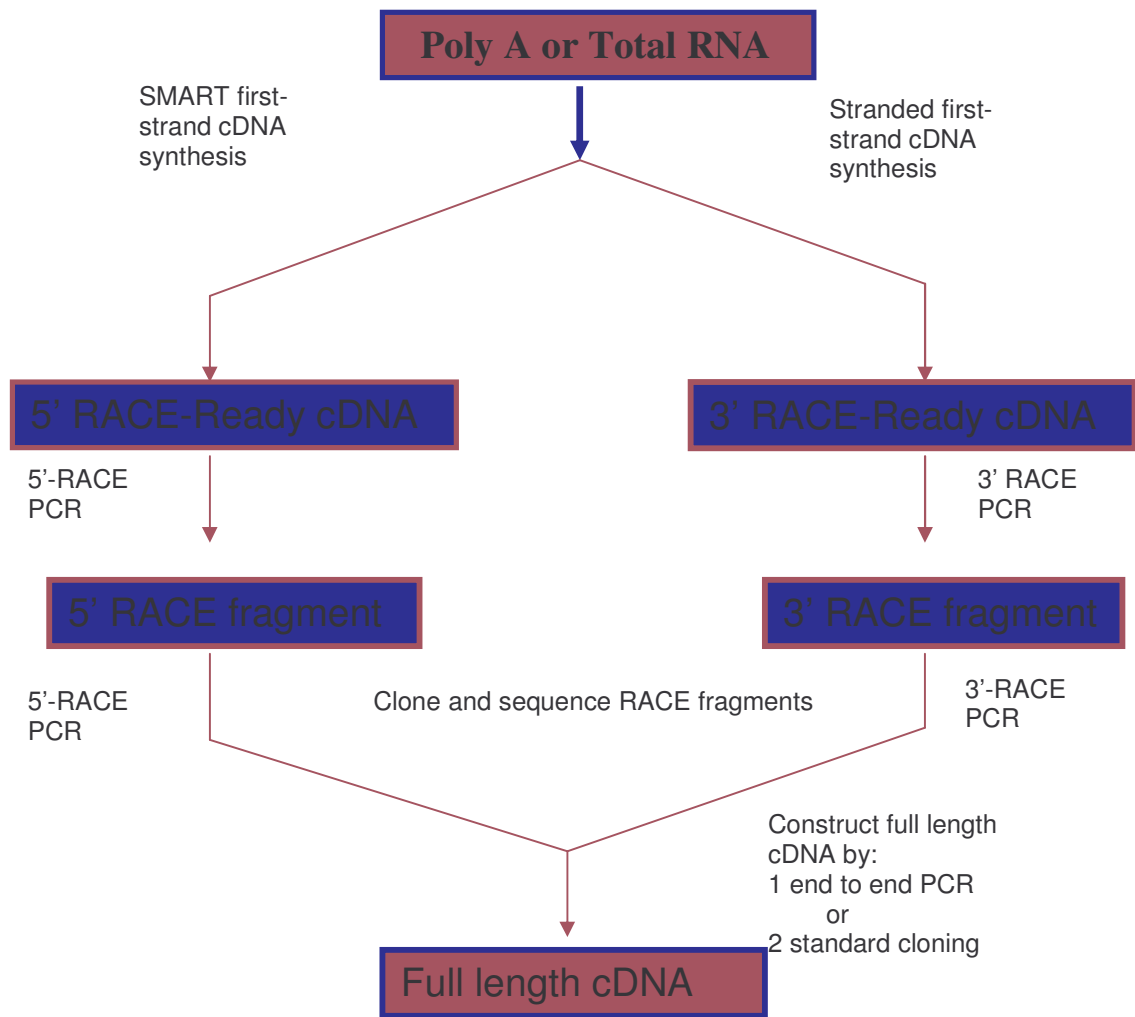 Poly A or Total RNA
SMART first-
strand cDNA
synthesis
Stranded first-
strand cDNA
synthesis
5’ RACE-Ready cDNA
3’ RACE-Ready cDNA
5’-RACE
PCR
3’ RACE
PCR
5’ RACE fragment
3’ RACE fragment
5’-RACE
PCR
Clone and sequence RACE fragments
3’-RACE
PCR
Construct full length
cDNA by:
1 end to end PCR
or
2 standard cloning
Full length cDNA